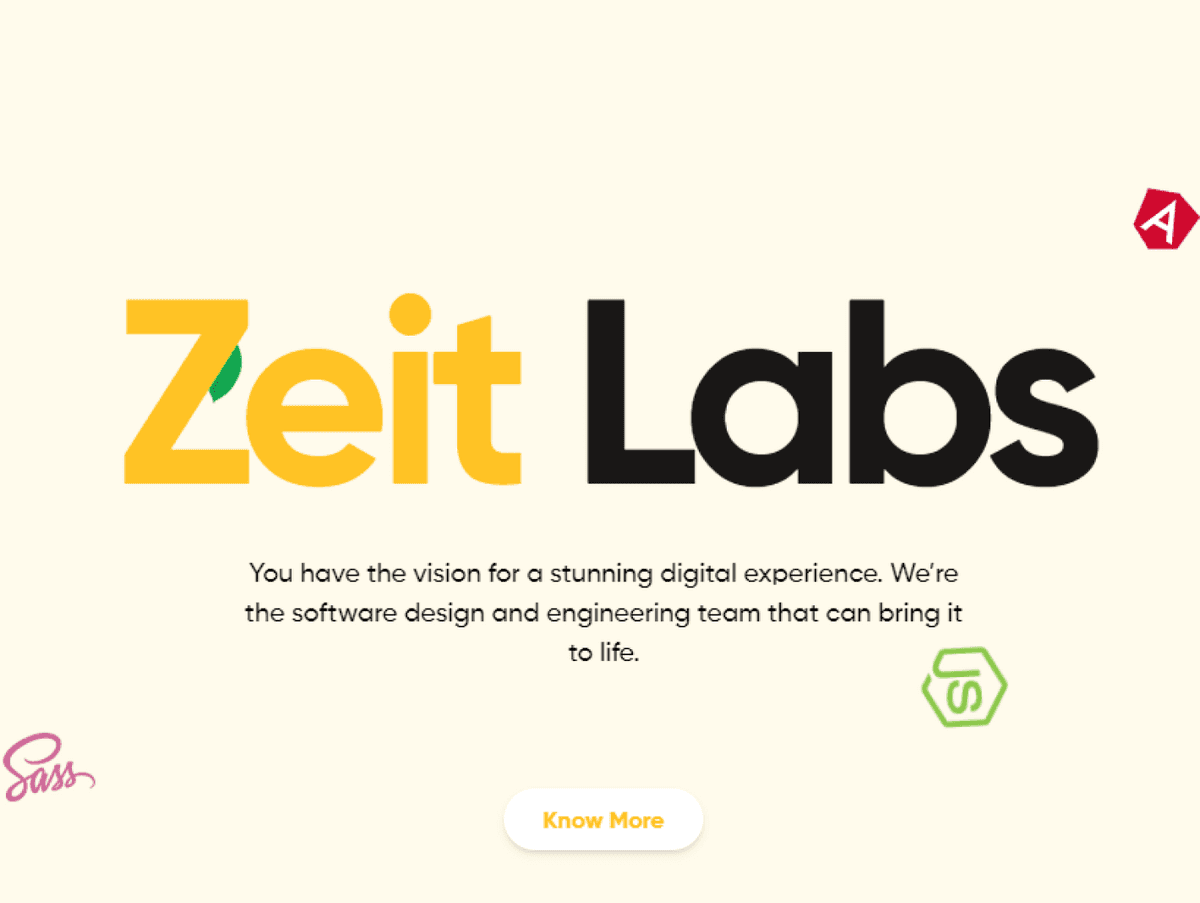 A
Zeit Labs
You have the vision for a stunning digital experience. We’re
the software design and engineering team that can bring it
to life.
JS
Sass
Know More